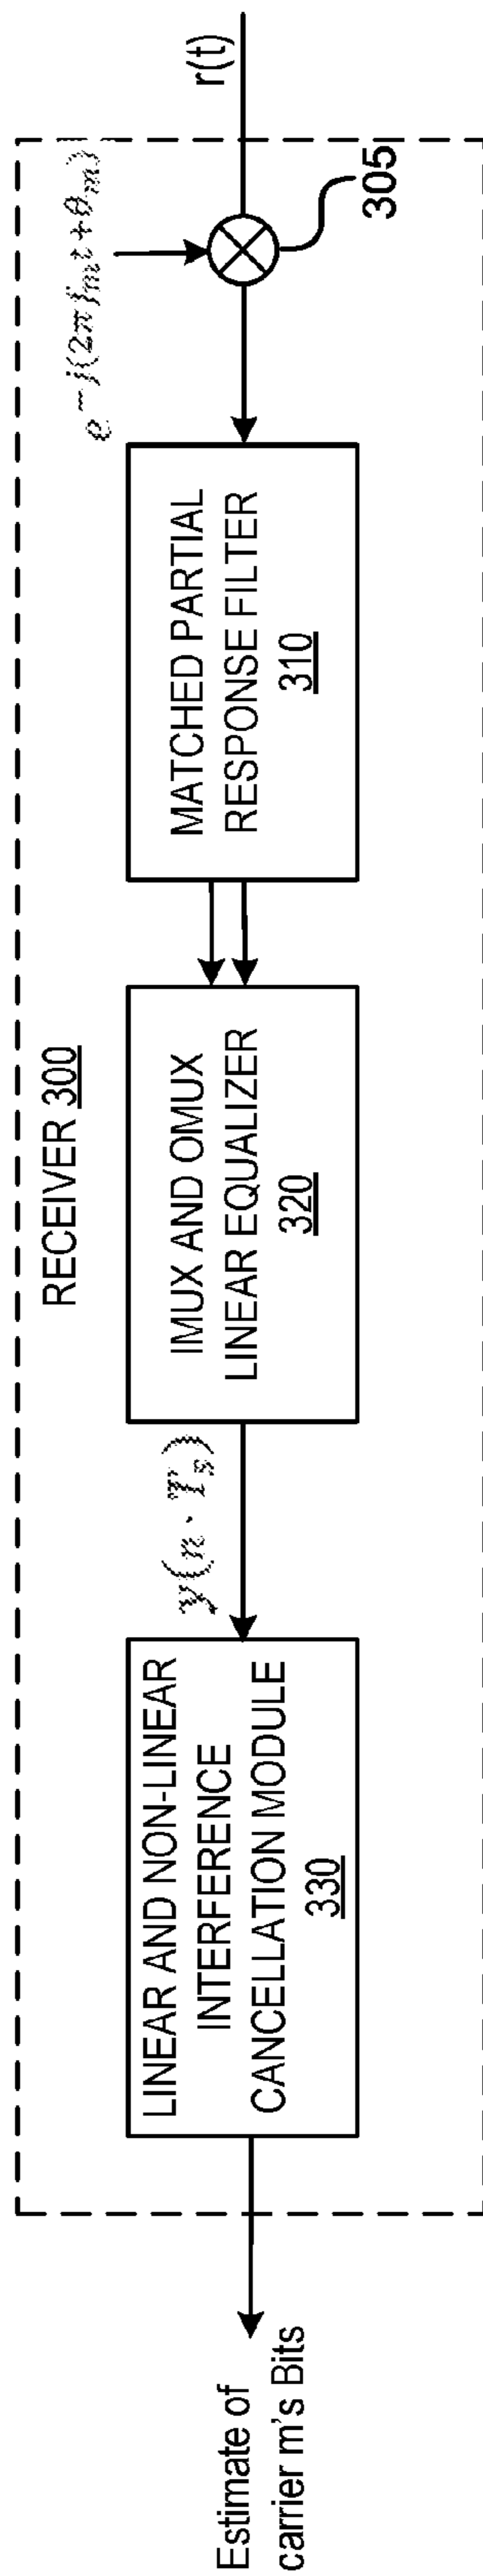 RECEIVER 300
r(t)
e^{-j(2πf_m t+θ_m)}
305
MATCHED PARTIAL
RESPONSE FILTER
310
IMUX AND OMUX
LINEAR EQUALIZER
320
y(n · T_s)
LINEAR AND NON-LINEAR
INTERFERENCE
CANCELLATION MODULE
330
Estimate of
carrier m's Bits